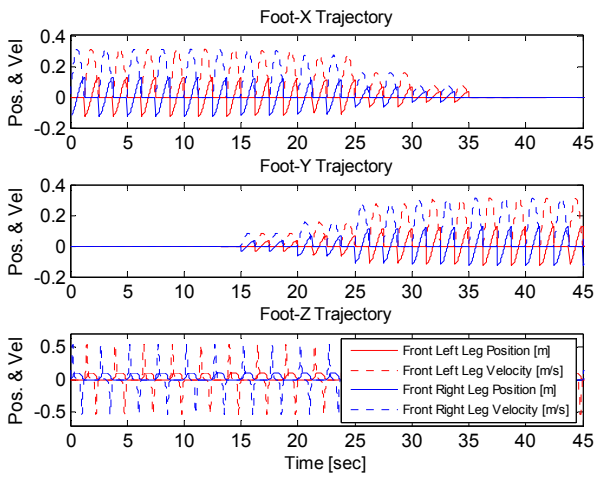 Foot-X Trajectory
Pos. & Vel
0.4
0.2
0
-0.2
0 5 10 15 20 25 30 35 40 45
Foot-Y Trajectory
Pos. & Vel
0.4
0.2
0
-0.2
0 5 10 15 20 25 30 35 40 45
Foot-Z Trajectory
Pos. & Vel
0.5
0
-0.5
Front Left Leg Position [m]
Front Left Leg Velocity [m/s]
Front Right Leg Position [m]
Front Right Leg Velocity [m/s]
0 5 10 15 20 25 30 35 40 45
Time [sec]